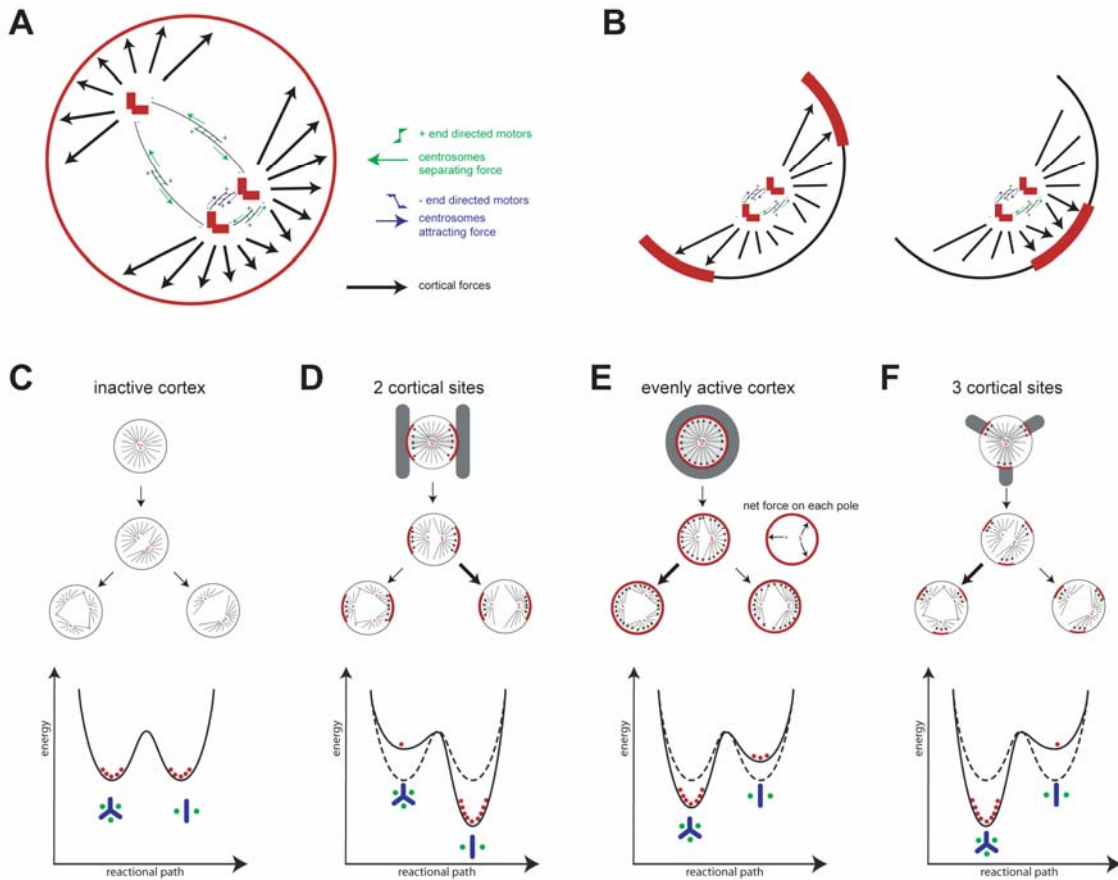 A
B
+ end directed motors
centrosomes
separating force
- end directed motors
centrosomes
attracting force
cortical forces
C
inactive cortex
D
2 cortical sites
E
evenly active cortex
F
3 cortical sites
net force on each pole
energy
reactional path
energy
reactional path
energy
reactional path
energy
reactional path